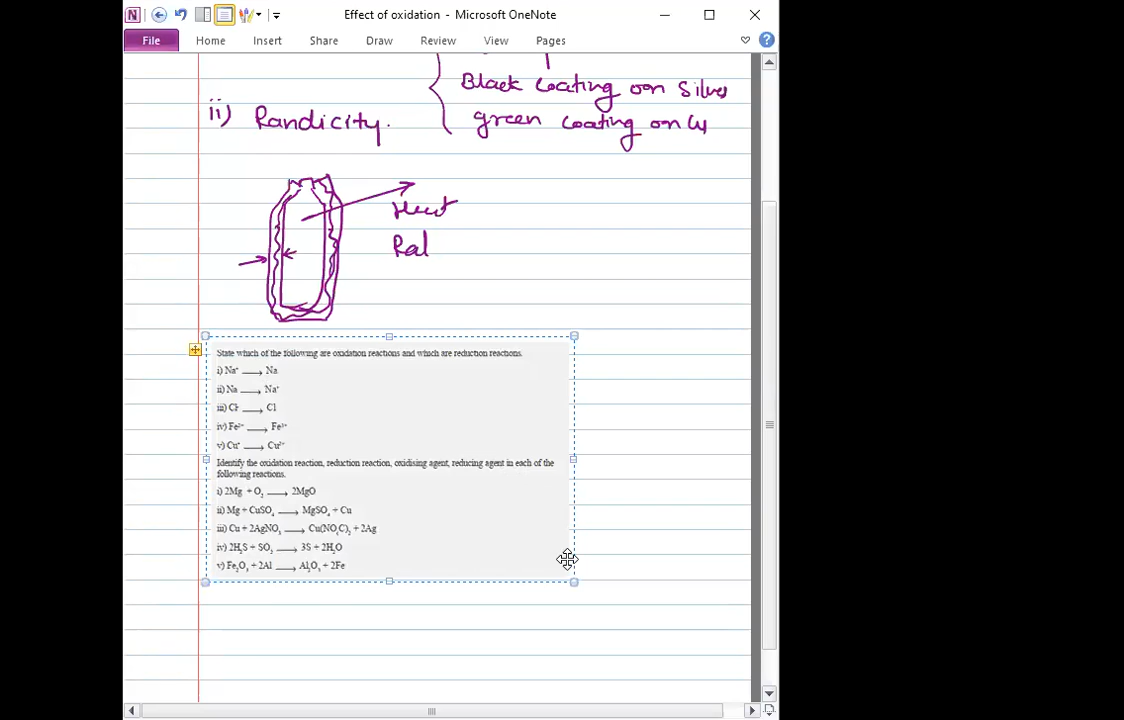 Effect of oxidation - Microsoft OneNote
File Home Insert Share Draw Review View Pages
Black coating oon Silver
ii) Randicity. green coating on Cu
Heat
Ral
State which of the following are oxidation reactions and which are reduction reactions.
i) Na⁺ ⟶ Na
ii) Na ⟶ Na⁺
iii) Cl⁻ ⟶ Cl
iv) Fe²⁺ ⟶ Fe³⁺
v) Cu⁺ ⟶ Cu²⁺
Identify the oxidation reaction, reduction reaction, oxidising agent, reducing agent in each of the
following reactions.
i) 2Mg + O₂ ⟶ 2MgO
ii) Mg + CuSO₄ ⟶ MgSO₄ + Cu
iii) Cu + 2AgNO₃ ⟶ Cu(NO₃C)₂ + 2Ag
iv) 2H₂S + SO₂ ⟶ 3S + 2H₂O
v) Fe₂O₃ + 2Al ⟶ Al₂O₃ + 2Fe